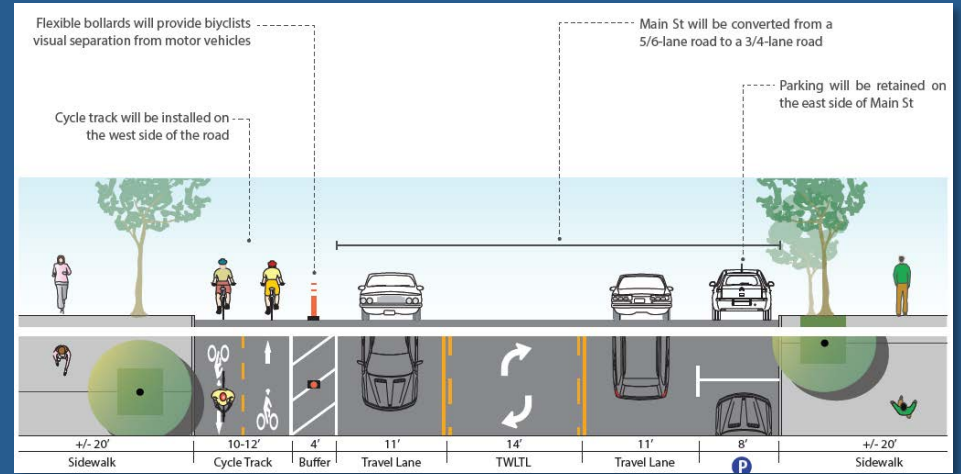 Flexible bollards will provide biyclists
visual separation from motor vehicles
Main St will be converted from a
5/6-lane road to a 3/4-lane road
Parking will be retained on
the east side of Main St
Cycle track will be installed on
the west side of the road
+/- 20' 10-12' 4' 11' 14' 11' 8' +/- 20'
Sidewalk Cycle Track Buffer Travel Lane TWLTL Travel Lane P Sidewalk